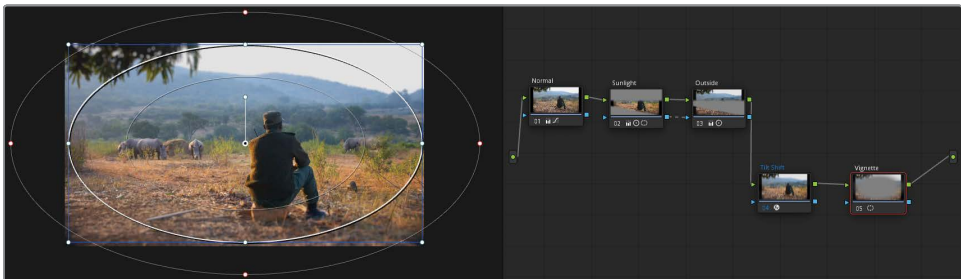 Normal
01
Sunlight
02
Outside
03
Tilt Shift
04
Vignette
05